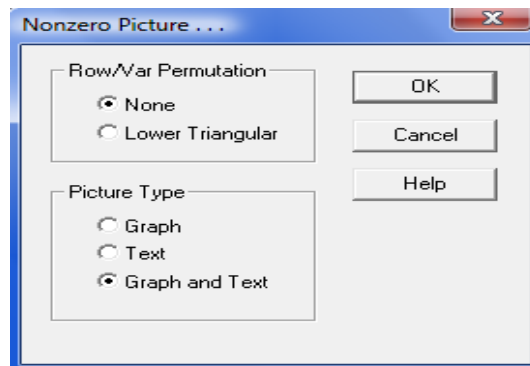 Nonzero Picture . . .
Row/Var Permutation
None
Lower Triangular
Picture Type
Graph
Text
Graph and Text
OK
Cancel
Help